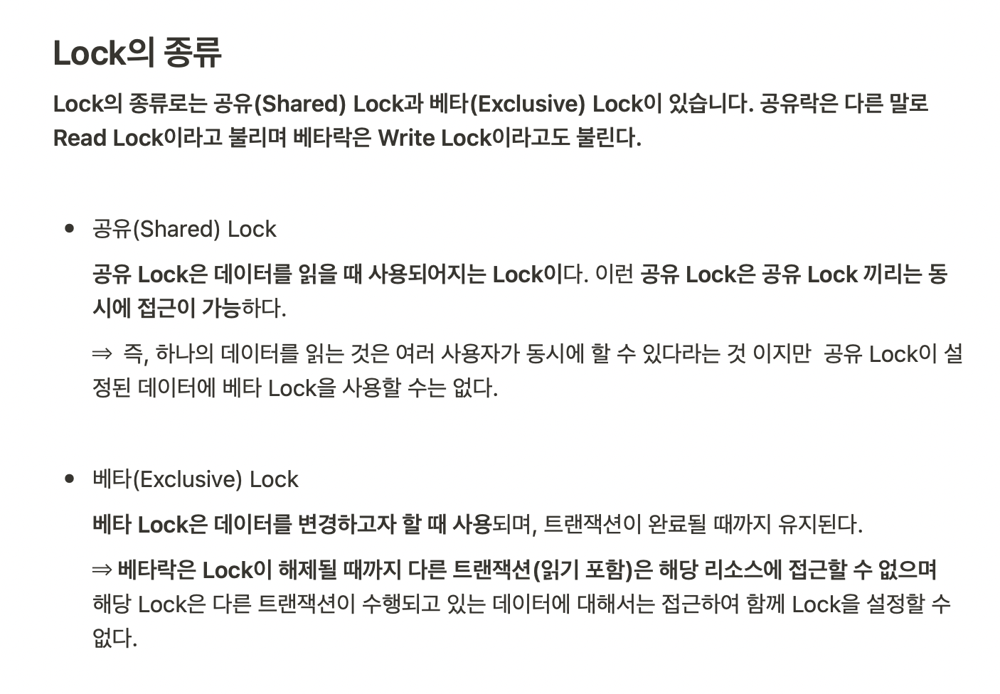 Lock의 종류
Lock의 종류로는 공유(Shared) Lock과 베타(Exclusive) Lock이 있습니다. 공유락은 다른 말로
Read Lock이라고 불리며 베타락은 Write Lock이라고도 불린다.
• 공유(Shared) Lock
공유 Lock은 데이터를 읽을 때 사용되어지는 Lock이다. 이런 공유 Lock은 공유 Lock 끼리는 동
시에 접근이 가능하다.
⇒ 즉, 하나의 데이터를 읽는 것은 여러 사용자가 동시에 할 수 있다라는 것 이지만 공유 Lock이 설
정된 데이터에 베타 Lock을 사용할 수는 없다.
• 베타(Exclusive) Lock
베타 Lock은 데이터를 변경하고자 할 때 사용되며, 트랜잭션이 완료될 때까지 유지된다.
⇒ 베타락은 Lock이 해제될 때까지 다른 트랜잭션(읽기 포함)은 해당 리소스에 접근할 수 없으며
해당 Lock은 다른 트랜잭션이 수행되고 있는 데이터에 대해서는 접근하여 함께 Lock을 설정할 수
없다.